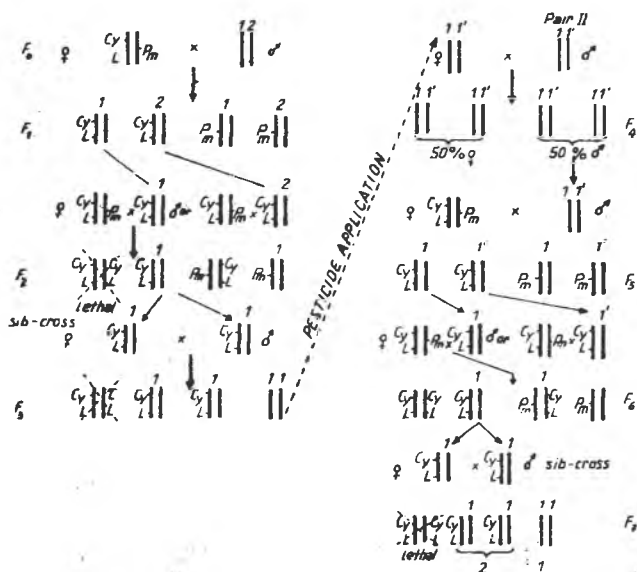 1 2
F₀ ♀ Cy L Pm x ♂
1 2 1 2
F₁ Cy L Cy L Pm Pm
1 2
♀ Cy L Pm x Cy L ♂ or Cy L Pm x Cy L
1 1
F₂ Cy L Cy L Cy L Pm Cy L Pm
lethal
sib-cross
1 1
♀ Cy L x Cy L ♂
1 1 1 1
F₃ Cy L Cy L Cy L
PESTICIDE APPLICATION
Pair II
1 1' 1 1'
♀ x ♂
1 1' 1 1' 1 1' 1 1'
F₄
50% ♀ 50% ♂
1 1'
♀ Cy L Pm x ♂
1 1' 1 1'
Cy L Cy L Pm Pm F₅
1 1'
♀ Cy L Pm x Cy L ♂ or Cy L Pm x Cy L
1 1 1
Cy L Cy L Cy L Pm Cy L Pm F₆
1 1
♀ Cy L x Cy L ♂ sib-cross
1 1 1 1
Cy L Cy L Cy L Cy L F₇
lethal
2 1